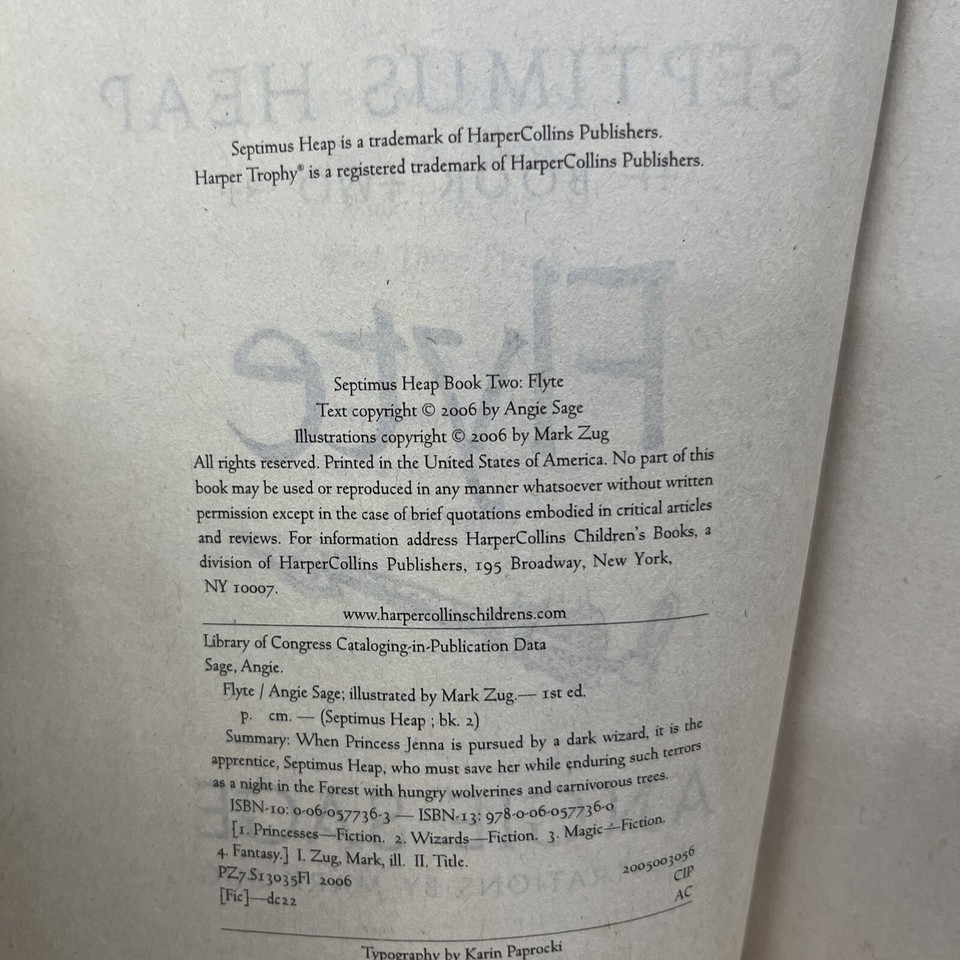 Septimus Heap is a trademark of HarperCollins Publishers.
Harper Trophy® is a registered trademark of HarperCollins Publishers.
Septimus Heap Book Two: Flyte
Text copyright © 2006 by Angie Sage
Illustrations copyright © 2006 by Mark Zug
All rights reserved. Printed in the United States of America. No part of this
book may be used or reproduced in any manner whatsoever without written
permission except in the case of brief quotations embodied in critical articles
and reviews. For information address HarperCollins Children's Books, a
division of HarperCollins Publishers, 195 Broadway, New York,
NY 10007.
www.harpercollinschildrens.com
Library of Congress Cataloging-in-Publication Data
Sage, Angie.
Flyte / Angie Sage; illustrated by Mark Zug.— 1st ed.
p. cm. — (Septimus Heap ; bk. 2)
Summary: When Princess Jenna is pursued by a dark wizard, it is the
apprentice, Septimus Heap, who must save her while enduring such terrors
as a night in the Forest with hungry wolverines and carnivorous trees.
ISBN-10: 0-06-057736-3 — ISBN-13: 978-0-06-057736-0
[1. Princesses—Fiction. 2. Wizards—Fiction. 3. Magic—Fiction.
4. Fantasy.] I. Zug, Mark, ill. II. Title.
PZ7.S13035Fl 2006
2005003056
[Fic]—dc22
CIP
AC
Typography by Karin Paprocki